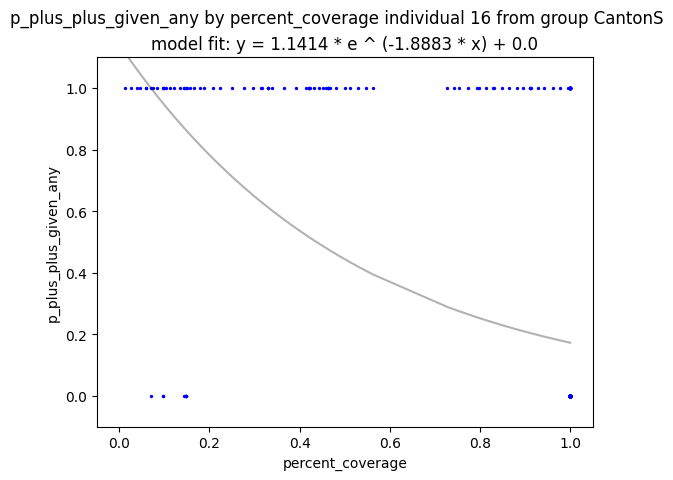 p_plus_plus_given_any by percent_coverage individual 16 from group CantonS
model fit: y = 1.1414 * e ^ (-1.8883 * x) + 0.0
1.0
0.8
0.6
0.4
0.2
0.0
p_plus_plus_given_any
0.0 0.2 0.4 0.6 0.8 1.0
percent_coverage